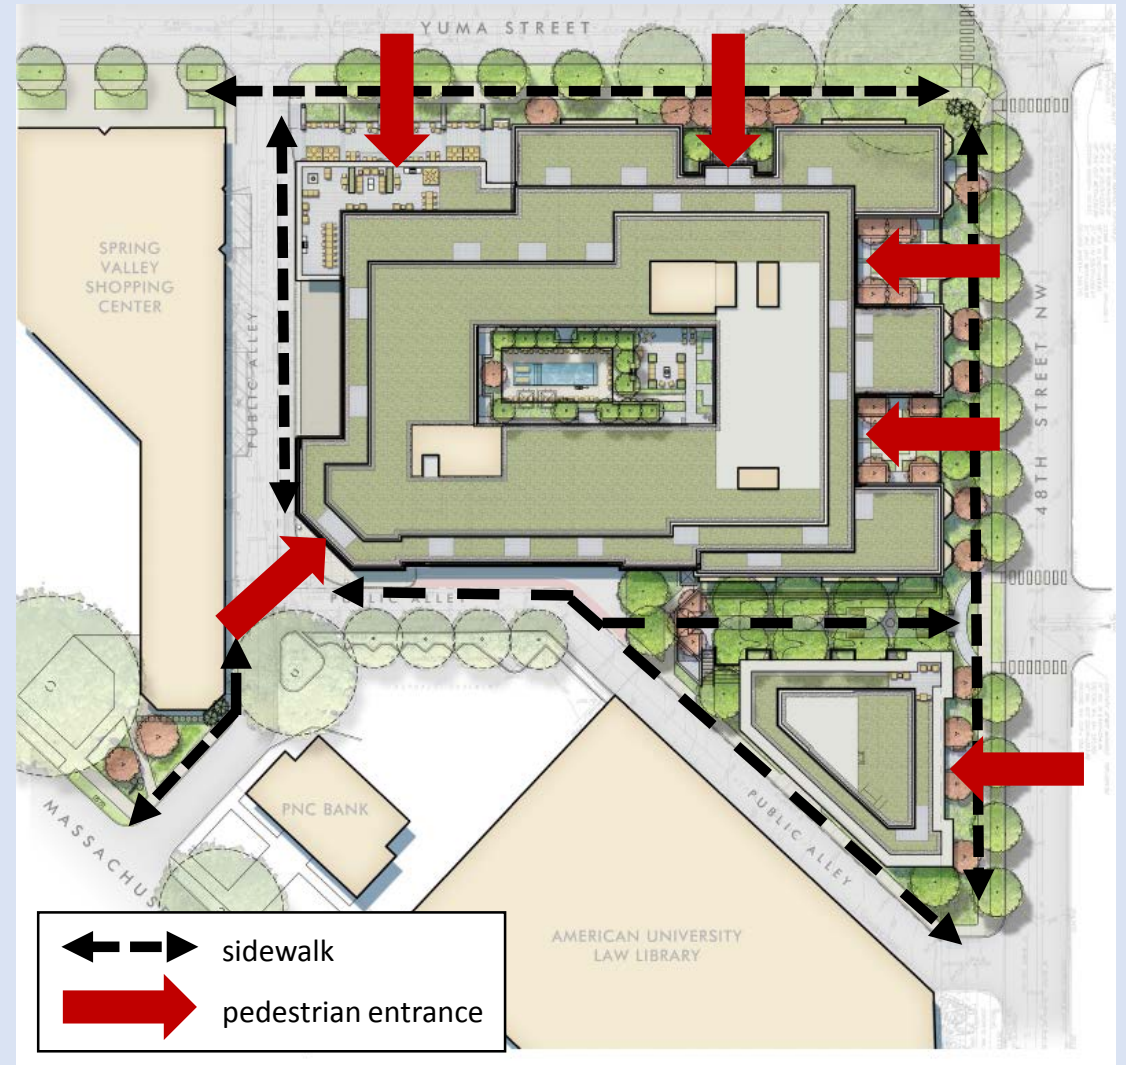 YUMA STREET
SPRING
VALLEY
SHOPPING
CENTER
PUBLIC ALLEY
48TH STREET NW
PUBLIC ALLEY
PNC BANK
PUBLIC ALLEY
MASSACHUS
AMERICAN UNIVERSITY
LAW LIBRARY
sidewalk
pedestrian entrance